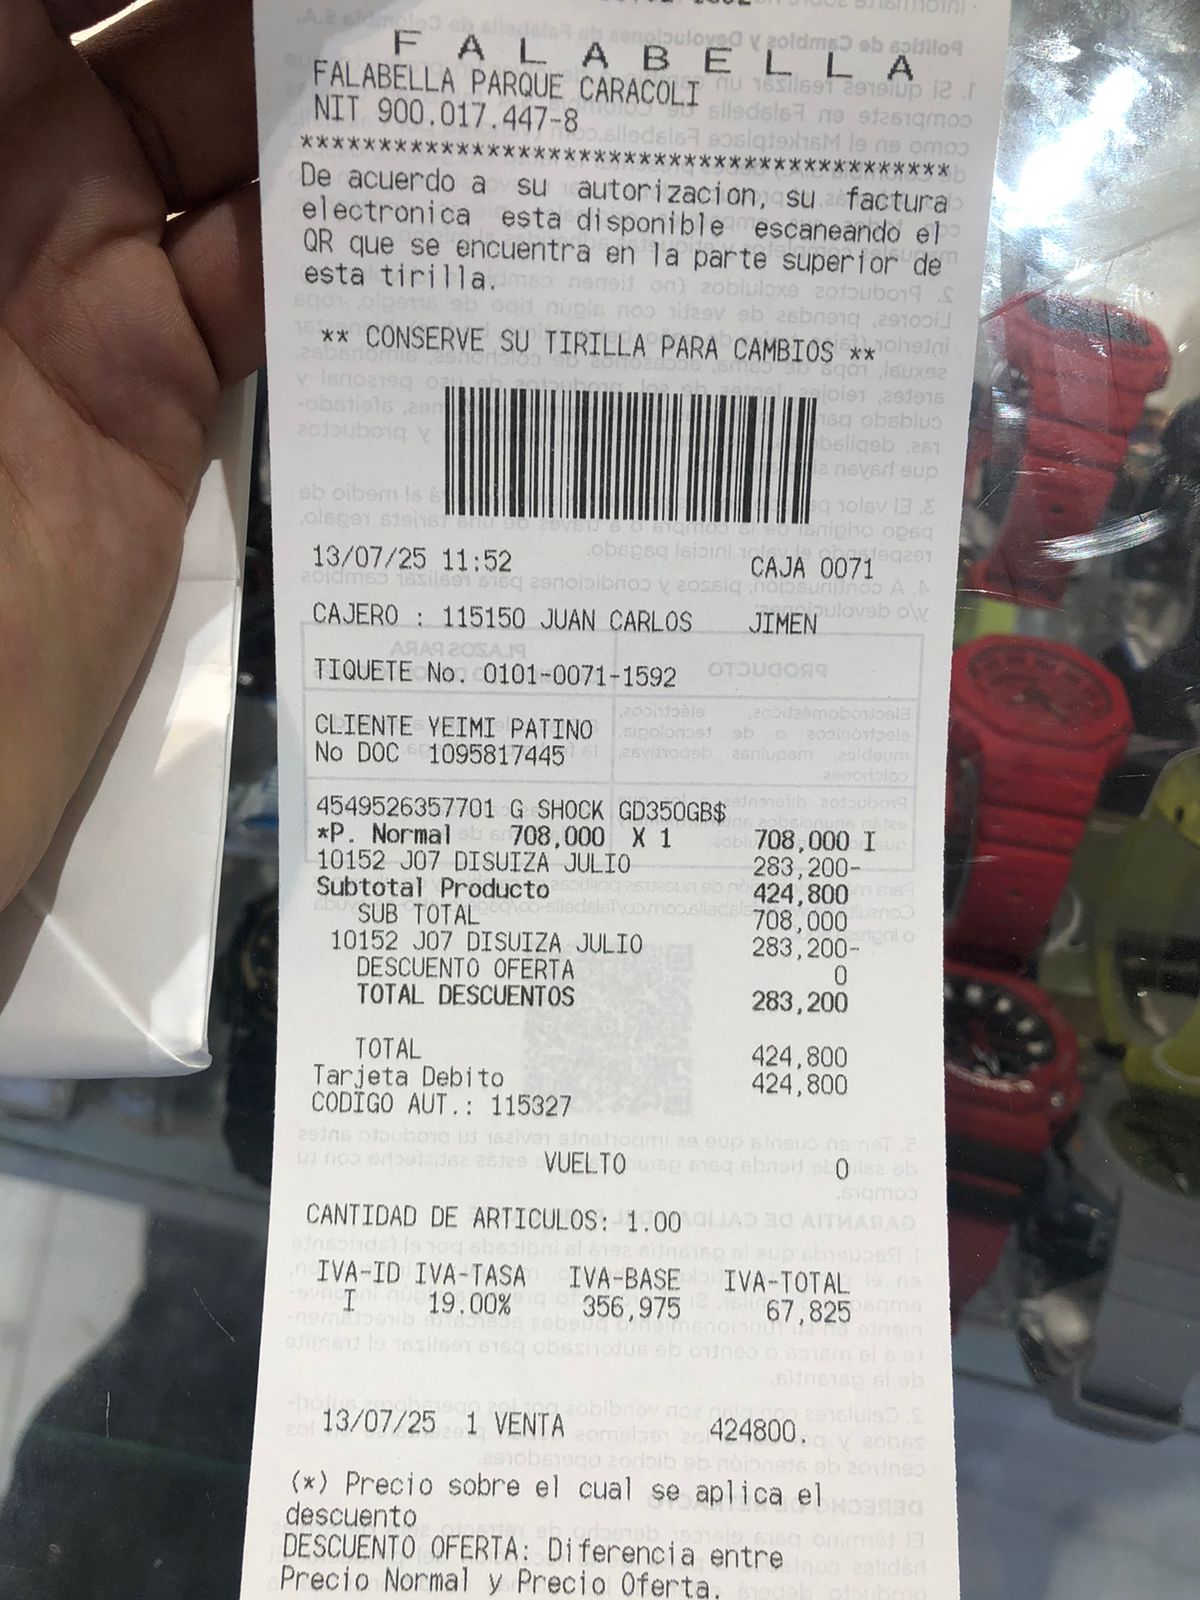 F A L A B E L L A
FALABELLA PARQUE CARACOLI
NIT 900.017.447-8
**************************************************
De acuerdo a su autorizacion, su factura
electronica esta disponible escaneando el
QR que se encuentra en la parte superior de
esta tirilla.
** CONSERVE SU TIRILLA PARA CAMBIOS **
13/07/25 11:52 CAJA 0071
CAJERO : 115150 JUAN CARLOS JIMEN
TIQUETE No. 0101-0071-1592
CLIENTE YEIMI PATINO
No DOC 1095817445
4549526357701 G SHOCK GD350GB$
*P. Normal 708,000 X 1 708,000 I
10152 J07 DISUIZA JULIO 283,200-
Subtotal Producto 424,800
SUB TOTAL 708,000
10152 J07 DISUIZA JULIO 283,200-
DESCUENTO OFERTA 0
TOTAL DESCUENTOS 283,200
TOTAL 424,800
Tarjeta Debito 424,800
CODIGO AUT.: 115327
VUELTO 0
CANTIDAD DE ARTICULOS: 1.00
IVA-ID IVA-TASA IVA-BASE IVA-TOTAL
I 19.00% 356,975 67,825
13/07/25 1 VENTA 424800.
(*) Precio sobre el cual se aplica el
descuento
DESCUENTO OFERTA: Diferencia entre
Precio Normal y Precio Oferta.